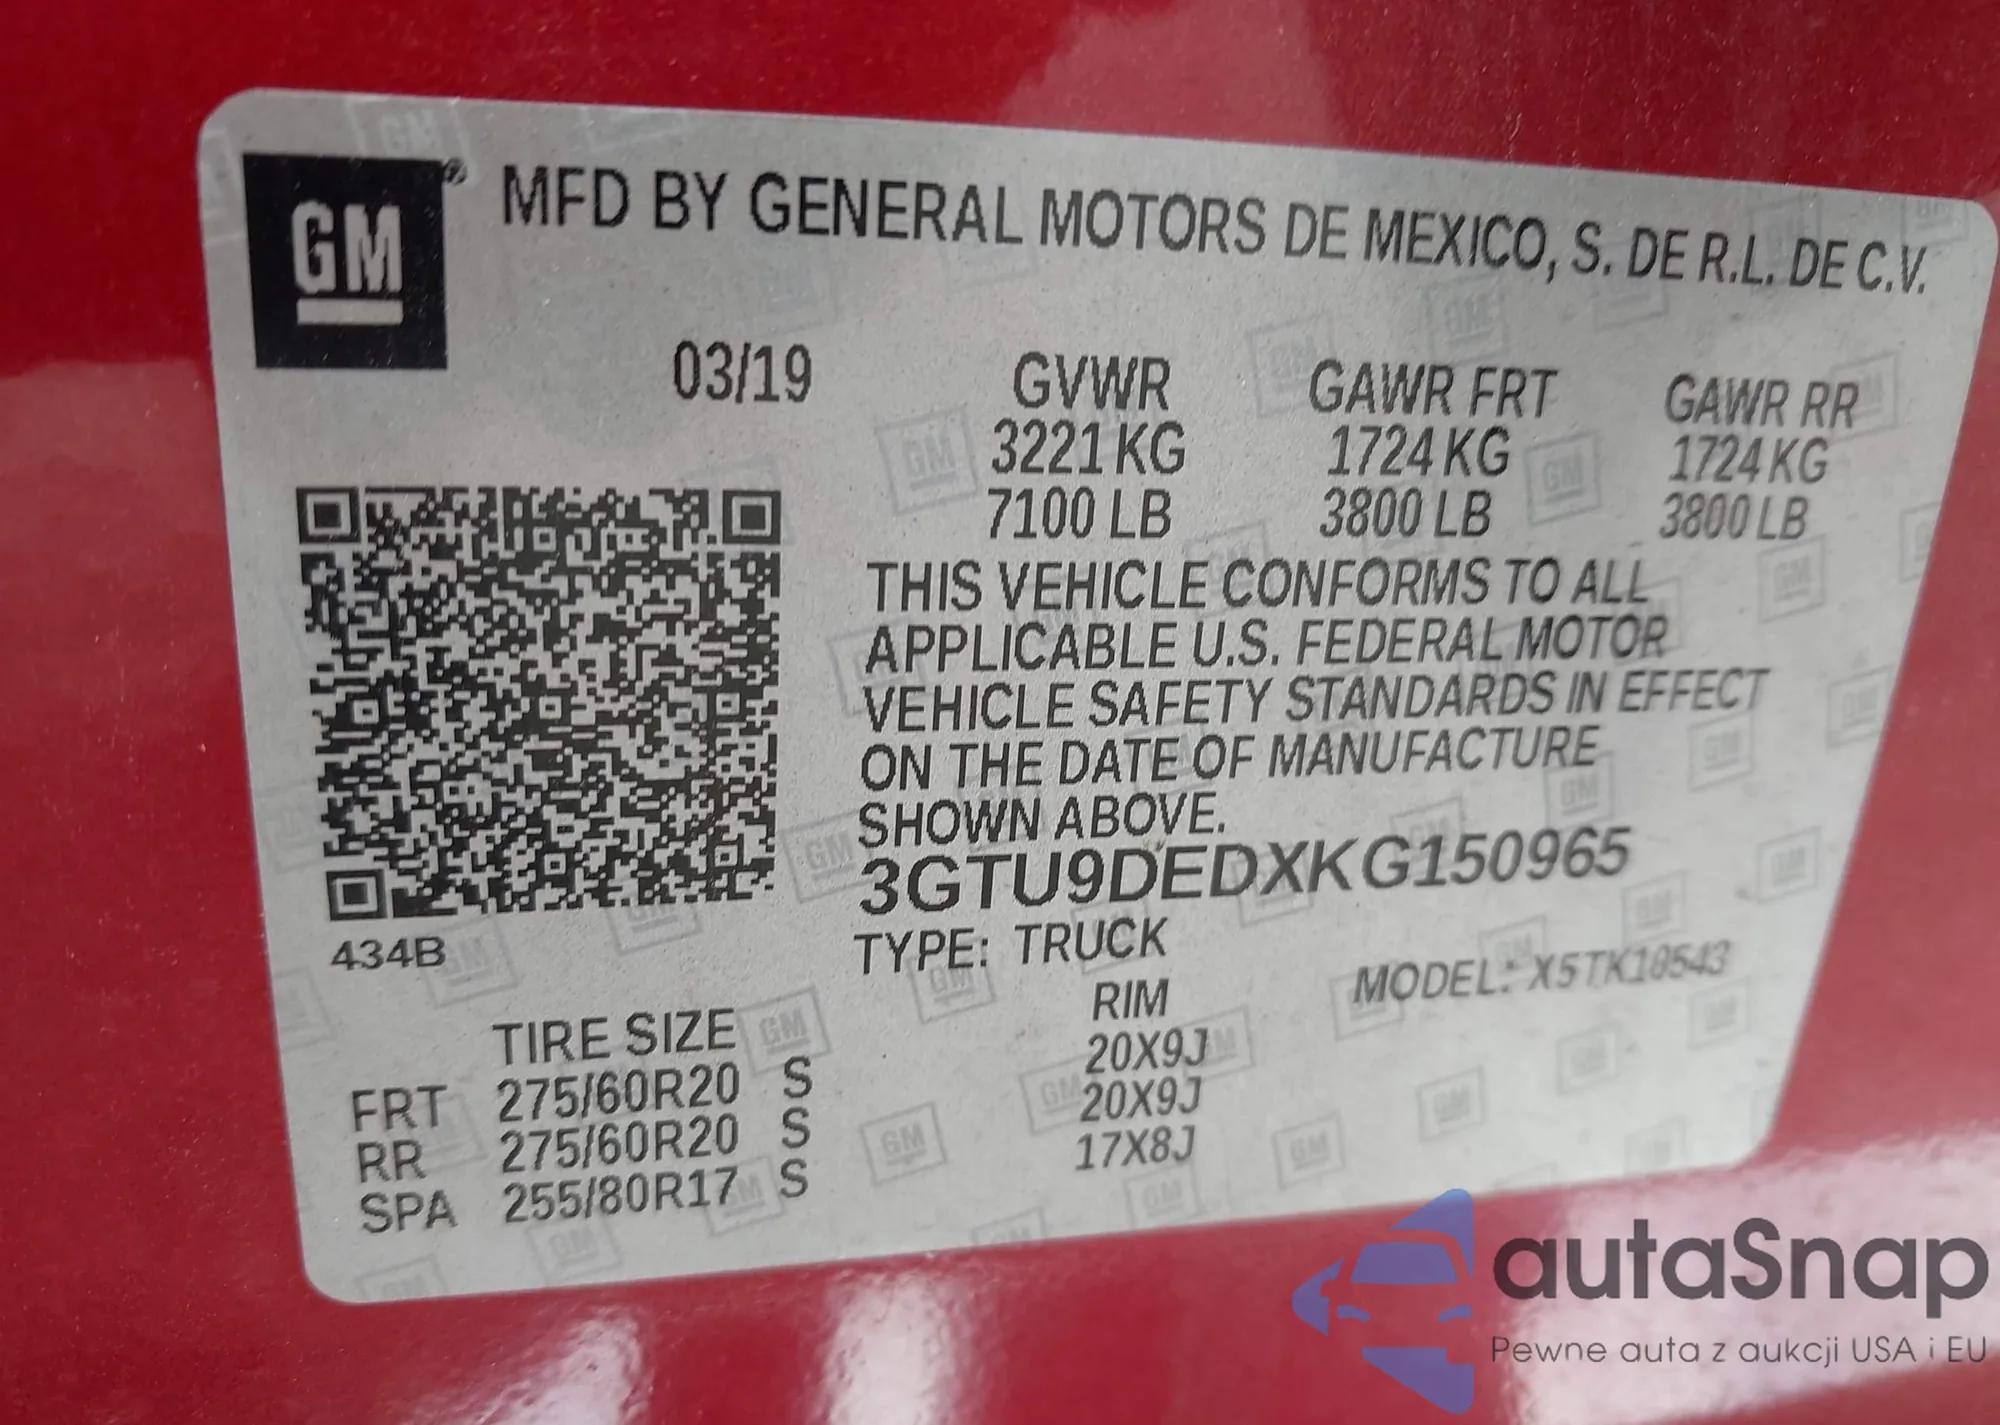 GM® MFD BY GENERAL MOTORS DE MEXICO, S. DE R.L. DE C.V.
03/19 GVWR GAWR FRT GAWR RR
3221 KG 1724 KG 1724 KG
7100 LB 3800 LB 3800 LB
THIS VEHICLE CONFORMS TO ALL
APPLICABLE U.S. FEDERAL MOTOR
VEHICLE SAFETY STANDARDS IN EFFECT
ON THE DATE OF MANUFACTURE
SHOWN ABOVE.
3GTU9DEDXKG150965
434B
TYPE: TRUCK MODEL: X5TK10543
TIRE SIZE RIM
FRT 275/60R20 S 20X9J
RR 275/60R20 S 20X9J
SPA 255/80R17 S 17X8J
autaSnap
Pewne auta z aukcji USA i EU